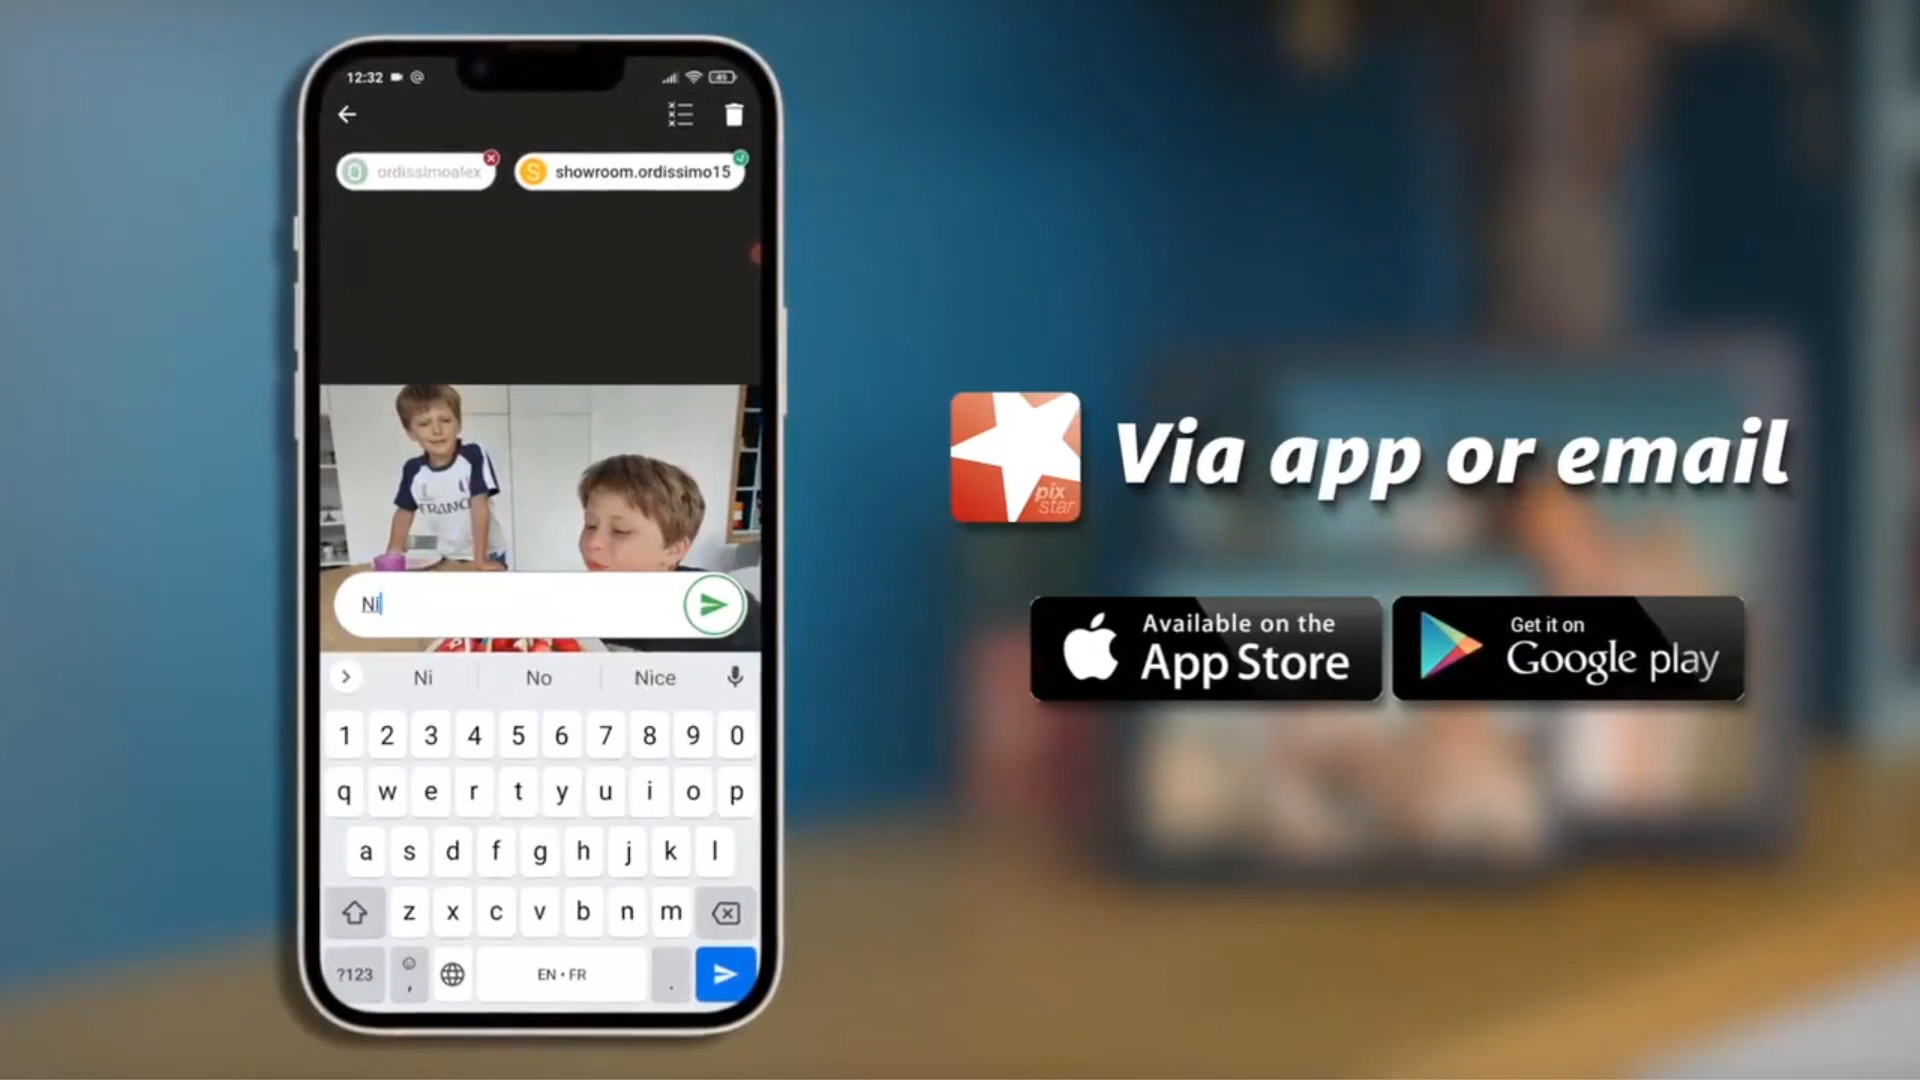 12:32
49
ordissimoalex
showroom.ordissimo15
FRANCE
Ni
Ni No Nice
1 2 3 4 5 6 7 8 9 0
q w e r t y u i o p
a s d f g h j k l
z x c v b n m
?123 , EN • FR .
pix
star
Via app or email
Available on the
App Store
Get it on
Google play